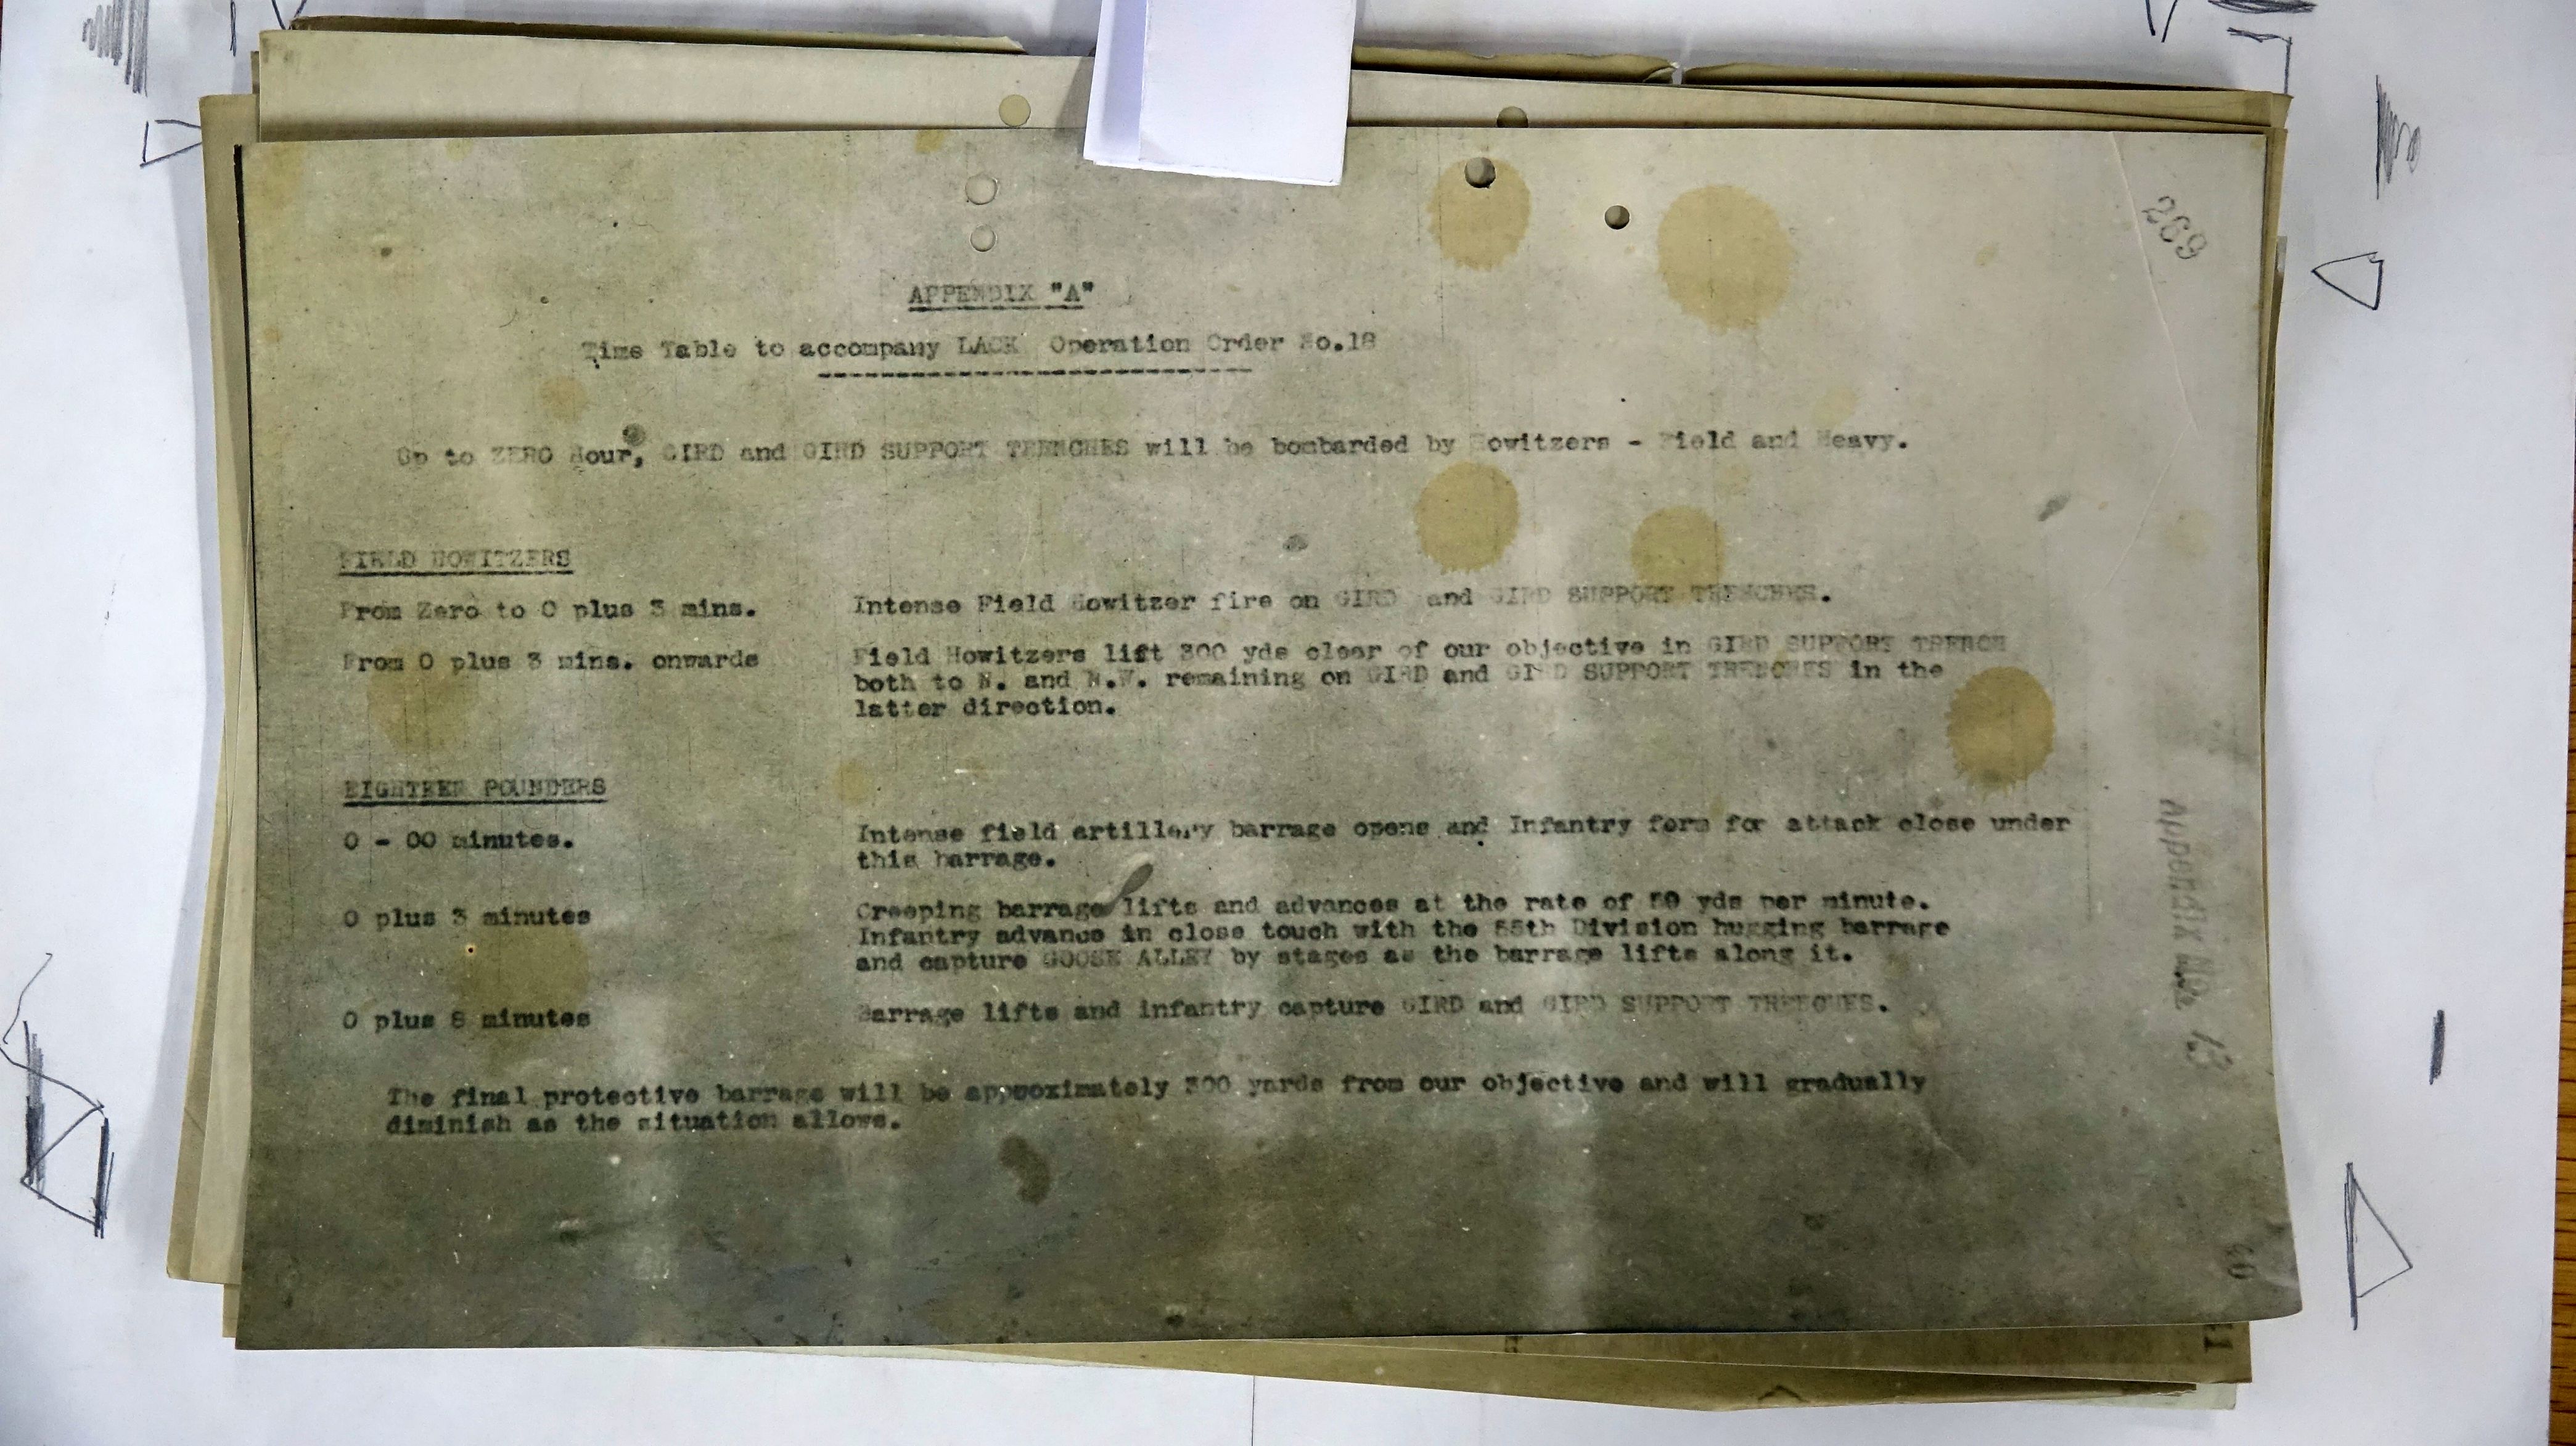 269
APPENDIX "A"
Time Table to accompany LACK Operation Order No.18
Up to ZERO Hour, GIRD and GIRD SUPPORT TRENCHES will be bombarded by Howitzers - Field and Heavy.
FIELD HOWITZERS
From Zero to 0 plus 3 mins. Intense Field Howitzer fire on GIRD and GIRD SUPPORT TRENCHES.
From 0 plus 3 mins. onwards Field Howitzers lift 300 yds clear of our objective in GIRD SUPPORT TRENCH
both to N. and N.W. remaining on GIRD and GIRD SUPPORT TRENCHES in the
latter direction.
EIGHTEEN POUNDERS
0 - 00 minutes. Intense field artillery barrage opens and Infantry form for attack close under
this barrage.
0 plus 3 minutes Creeping barrage lifts and advances at the rate of 50 yds per minute.
Infantry advance in close touch with the 55th Division hugging barrage
and capture GOOSE ALLEY by stages as the barrage lifts along it.
0 plus 8 minutes Barrage lifts and infantry capture GIRD and GIRD SUPPORT TRENCHES.
The final protective barrage will be approximately 300 yards from our objective and will gradually
diminish as the situation allows.
Appendix No. 13